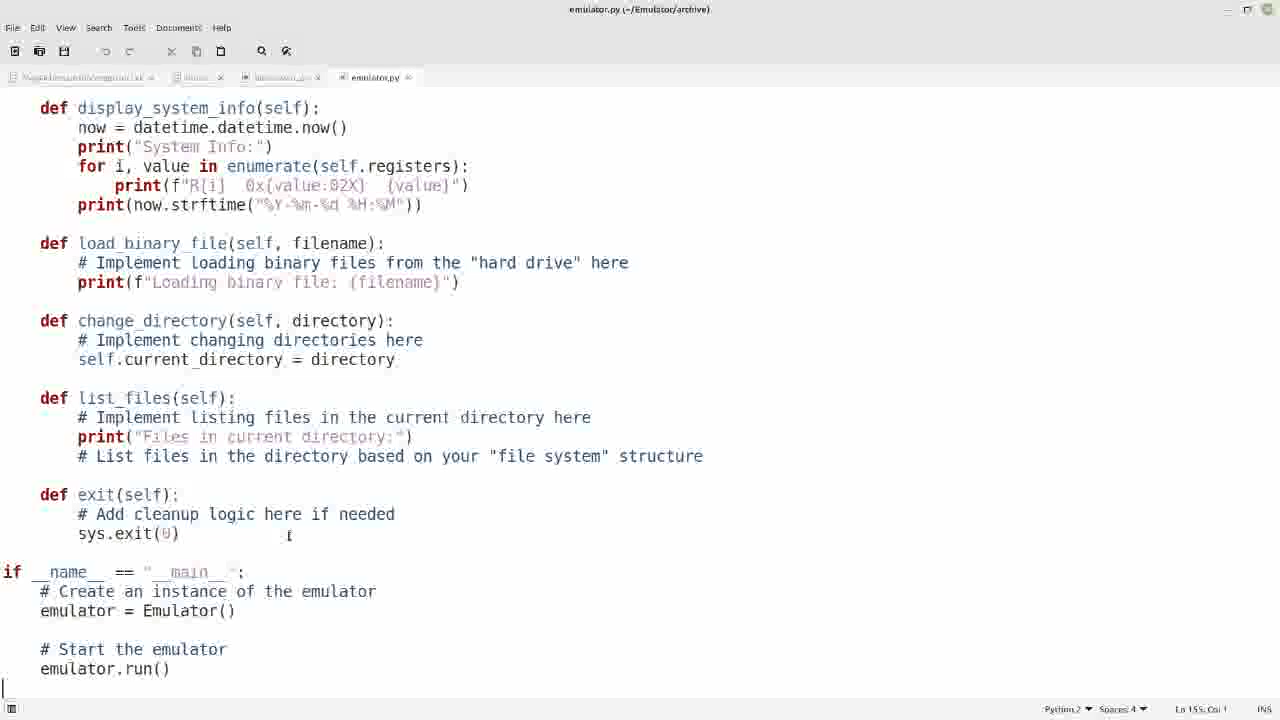 emulator.py (~/Emulator/archive)
File Edit View Search Tools Documents Help
emulator.py
def display_system_info(self):
now = datetime.datetime.now()
print("System Info:")
for i, value in enumerate(self.registers):
print(f"R{i} 0x{value:02X} {value}")
print(now.strftime("%Y-%m-%d %H:%M"))
def load_binary_file(self, filename):
# Implement loading binary files from the "hard drive" here
print(f"Loading binary file: {filename}")
def change_directory(self, directory):
# Implement changing directories here
self.current_directory = directory
def list_files(self):
# Implement listing files in the current directory here
print("Files in current directory:")
# List files in the directory based on your "file system" structure
def exit(self):
# Add cleanup logic here if needed
sys.exit(0)
if __name__ == "__main__":
# Create an instance of the emulator
emulator = Emulator()
# Start the emulator
emulator.run()
Python 2 Spaces: 4 Ln 155, Col 1 INS